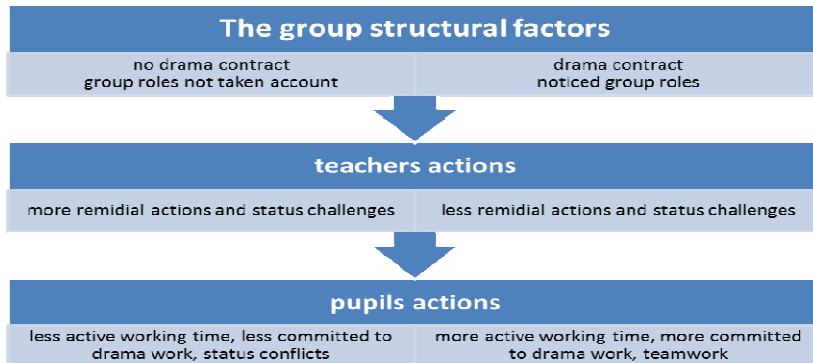 The group structural factors
no drama contract
group roles not taken account
drama contract
noticed group roles
teachers actions
more remidial actions and status challenges
less remidial actions and status challenges
pupils actions
less active working time, less committed to
drama work, status conflicts
more active working time, more committed
to drama work, teamwork